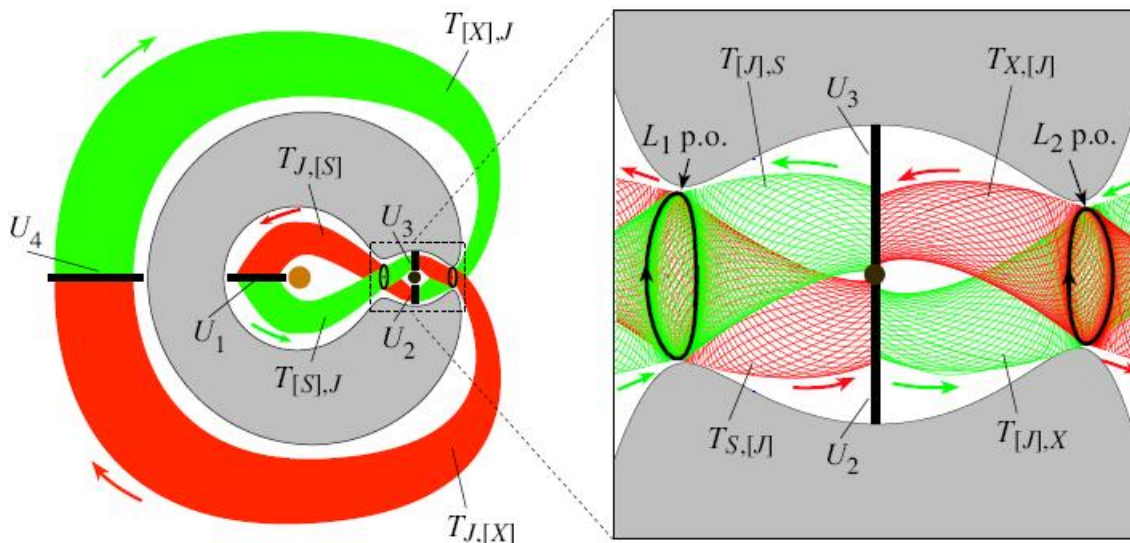 T[X],J
TJ,[S]
U3
U4
U1
U2
T[S],J
TJ,[X]
T[J],S
TX,[J]
U3
L1 p.o.
L2 p.o.
TS,[J]
U2
T[J],X